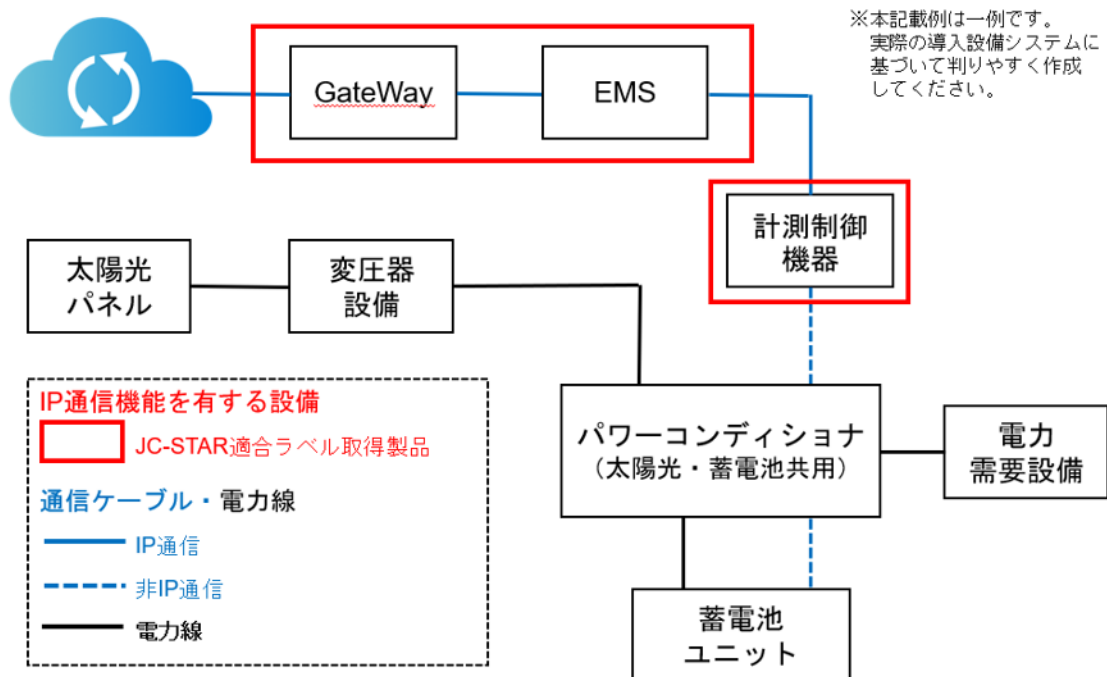 ※本記載例は一例です。
実際の導入設備システムに
基づいて判りやすく作成
してください。
GateWay
EMS
計測制御
機器
太陽光
パネル
変圧器
設備
IP通信機能を有する設備
JC-STAR適合ラベル取得製品
通信ケーブル・電力線
IP通信
非IP通信
電力線
パワーコンディショナ
（太陽光・蓄電池共用）
電力
需要設備
蓄電池
ユニット